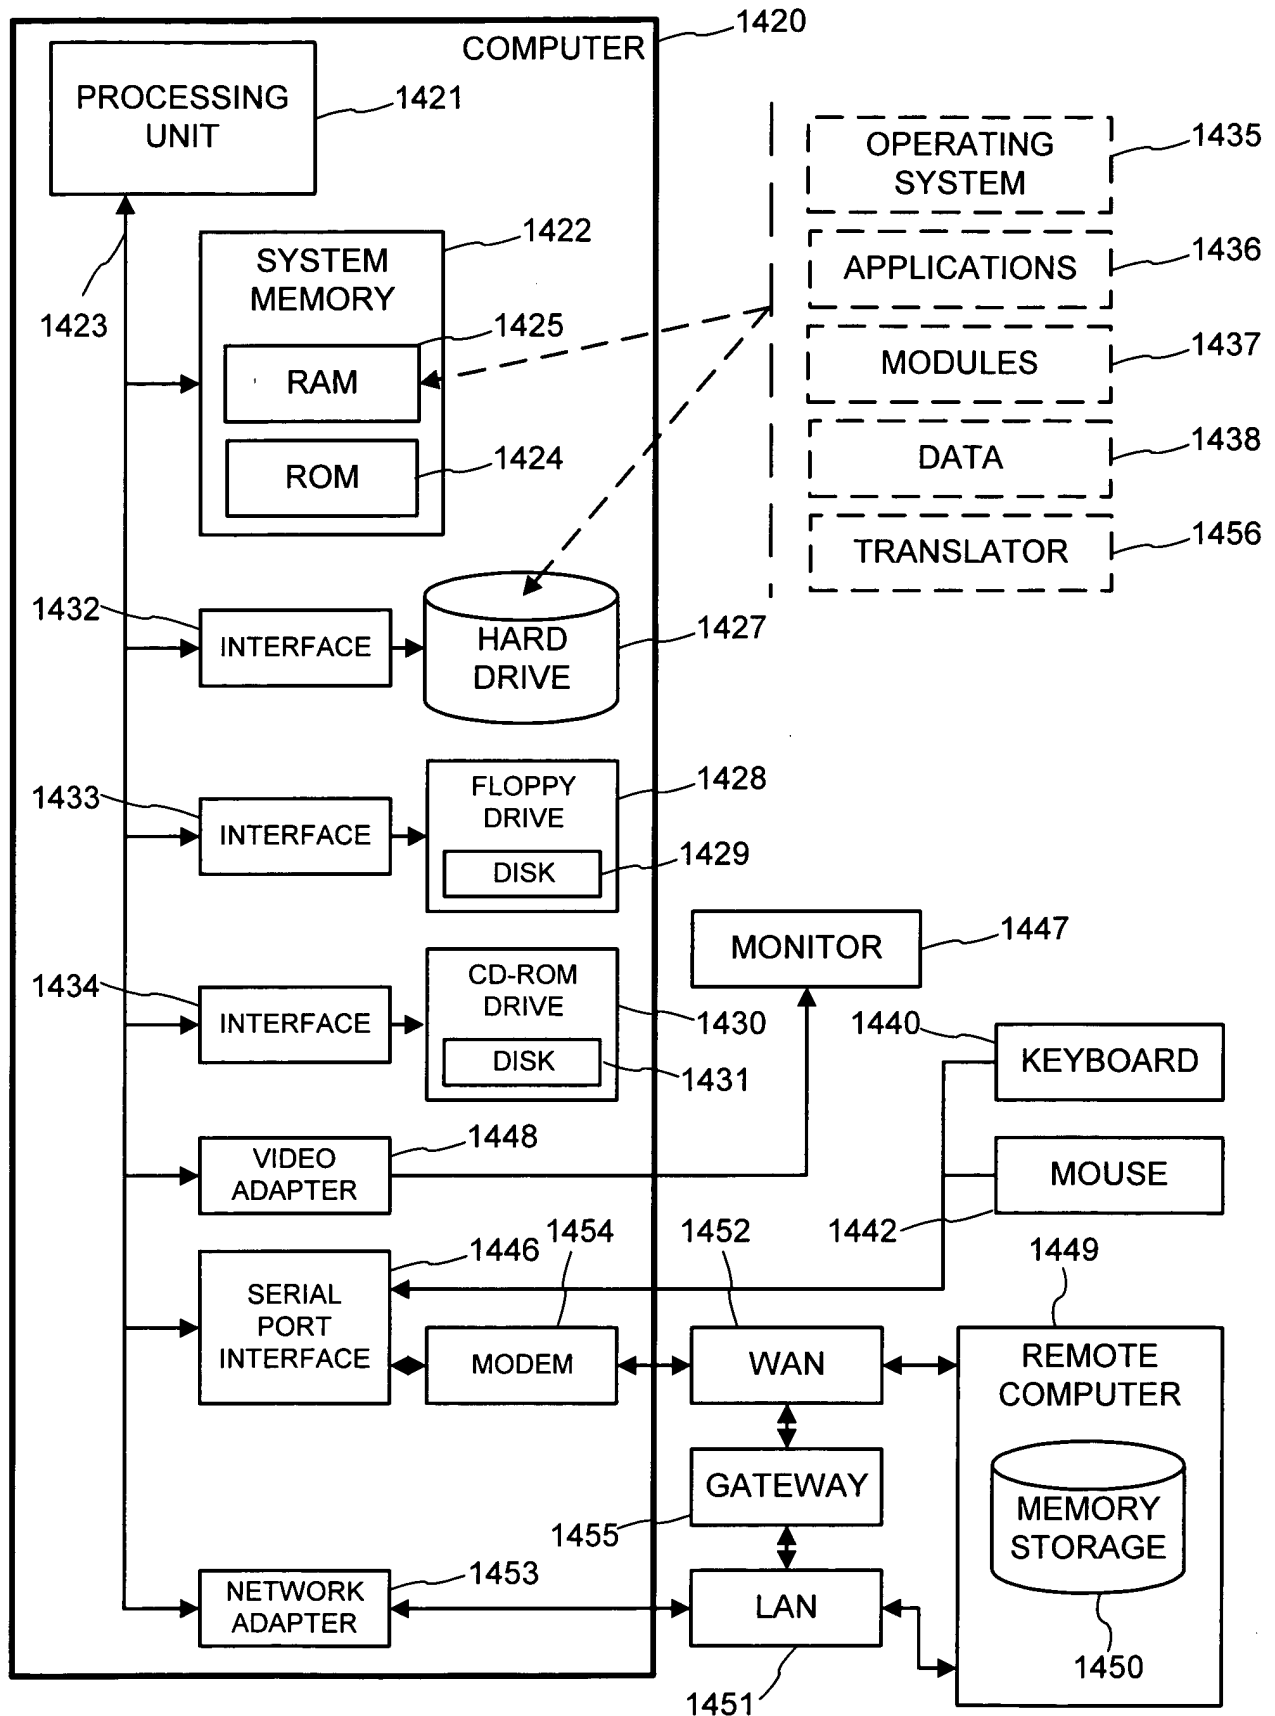 1420
COMPUTER
PROCESSING
UNIT
1421
1423
SYSTEM
MEMORY
1422
RAM
1425
ROM
1424
OPERATING
SYSTEM
1435
APPLICATIONS
1436
MODULES
1437
DATA
1438
TRANSLATOR
1456
1432
INTERFACE
HARD
DRIVE
1427
1433
INTERFACE
FLOPPY
DRIVE
1428
DISK
1429
1434
INTERFACE
CD-ROM
DRIVE
1430
DISK
1431
MONITOR
1447
1440
KEYBOARD
MOUSE
1442
VIDEO
ADAPTER
1448
SERIAL
PORT
INTERFACE
1446
1454
MODEM
1452
WAN
1449
REMOTE
COMPUTER
MEMORY
STORAGE
1450
GATEWAY
1455
NETWORK
ADAPTER
1453
LAN
1451